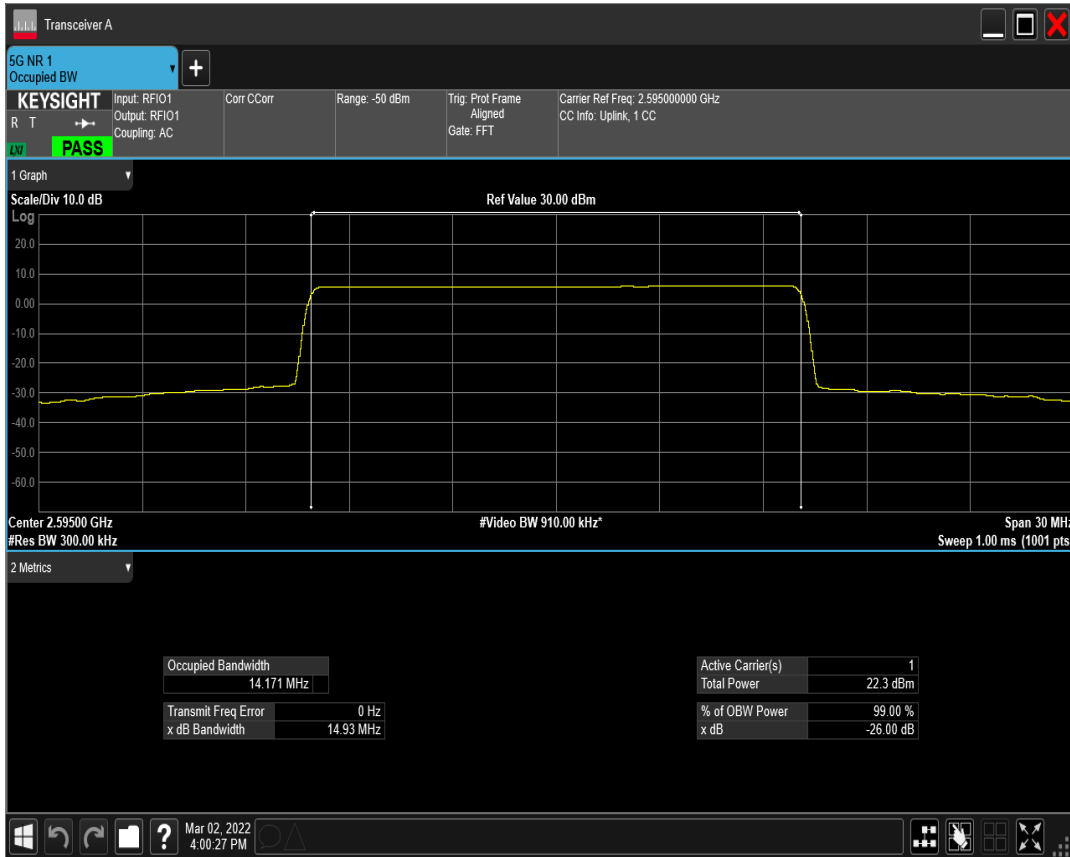 Transceiver A
5G NR 1
Occupied BW
+
KEYSIGHT
R T
LXI
PASS
Input: RFIO1
Output: RFIO1
Coupling: AC
Corr CCorr
Range: -50 dBm
Trig: Prot Frame
Aligned
Gate: FFT
Carrier Ref Freq: 2.595000000 GHz
CC Info: Uplink, 1 CC
1 Graph
Scale/Div 10.0 dB
Ref Value 30.00 dBm
Log
20.0
10.0
0.00
-10.0
-20.0
-30.0
-40.0
-50.0
-60.0
Center 2.59500 GHz
#Video BW 910.00 kHz*
Span 30 MHz
#Res BW 300.00 kHz
Sweep 1.00 ms (1001 pts
2 Metrics
Occupied Bandwidth
14.171 MHz
Transmit Freq Error 0 Hz
x dB Bandwidth 14.93 MHz
Active Carrier(s) 1
Total Power 22.3 dBm
% of OBW Power 99.00 %
x dB -26.00 dB
?
Mar 02, 2022
4:00:27 PM